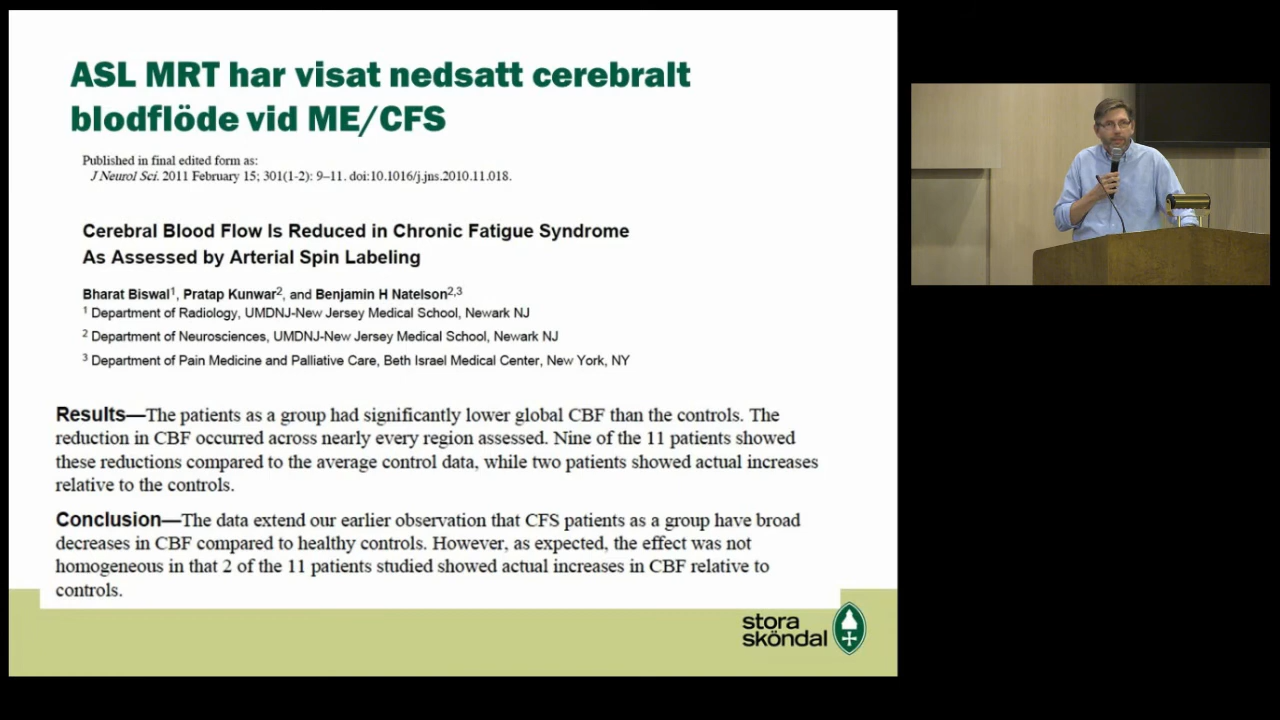 ASL MRT har visat nedsatt cerebralt
blodflöde vid ME/CFS
Published in final edited form as:
J Neurol Sci. 2011 February 15; 301(1-2): 9–11. doi:10.1016/j.jns.2010.11.018.
Cerebral Blood Flow Is Reduced in Chronic Fatigue Syndrome
As Assessed by Arterial Spin Labeling
Bharat Biswal1, Pratap Kunwar2, and Benjamin H Natelson2,3
1 Department of Radiology, UMDNJ-New Jersey Medical School, Newark NJ
2 Department of Neurosciences, UMDNJ-New Jersey Medical School, Newark NJ
3 Department of Pain Medicine and Palliative Care, Beth Israel Medical Center, New York, NY
Results—The patients as a group had significantly lower global CBF than the controls. The
reduction in CBF occurred across nearly every region assessed. Nine of the 11 patients showed
these reductions compared to the average control data, while two patients showed actual increases
relative to the controls.
Conclusion—The data extend our earlier observation that CFS patients as a group have broad
decreases in CBF compared to healthy controls. However, as expected, the effect was not
homogeneous in that 2 of the 11 patients studied showed actual increases in CBF relative to
controls.
stora
sköndal